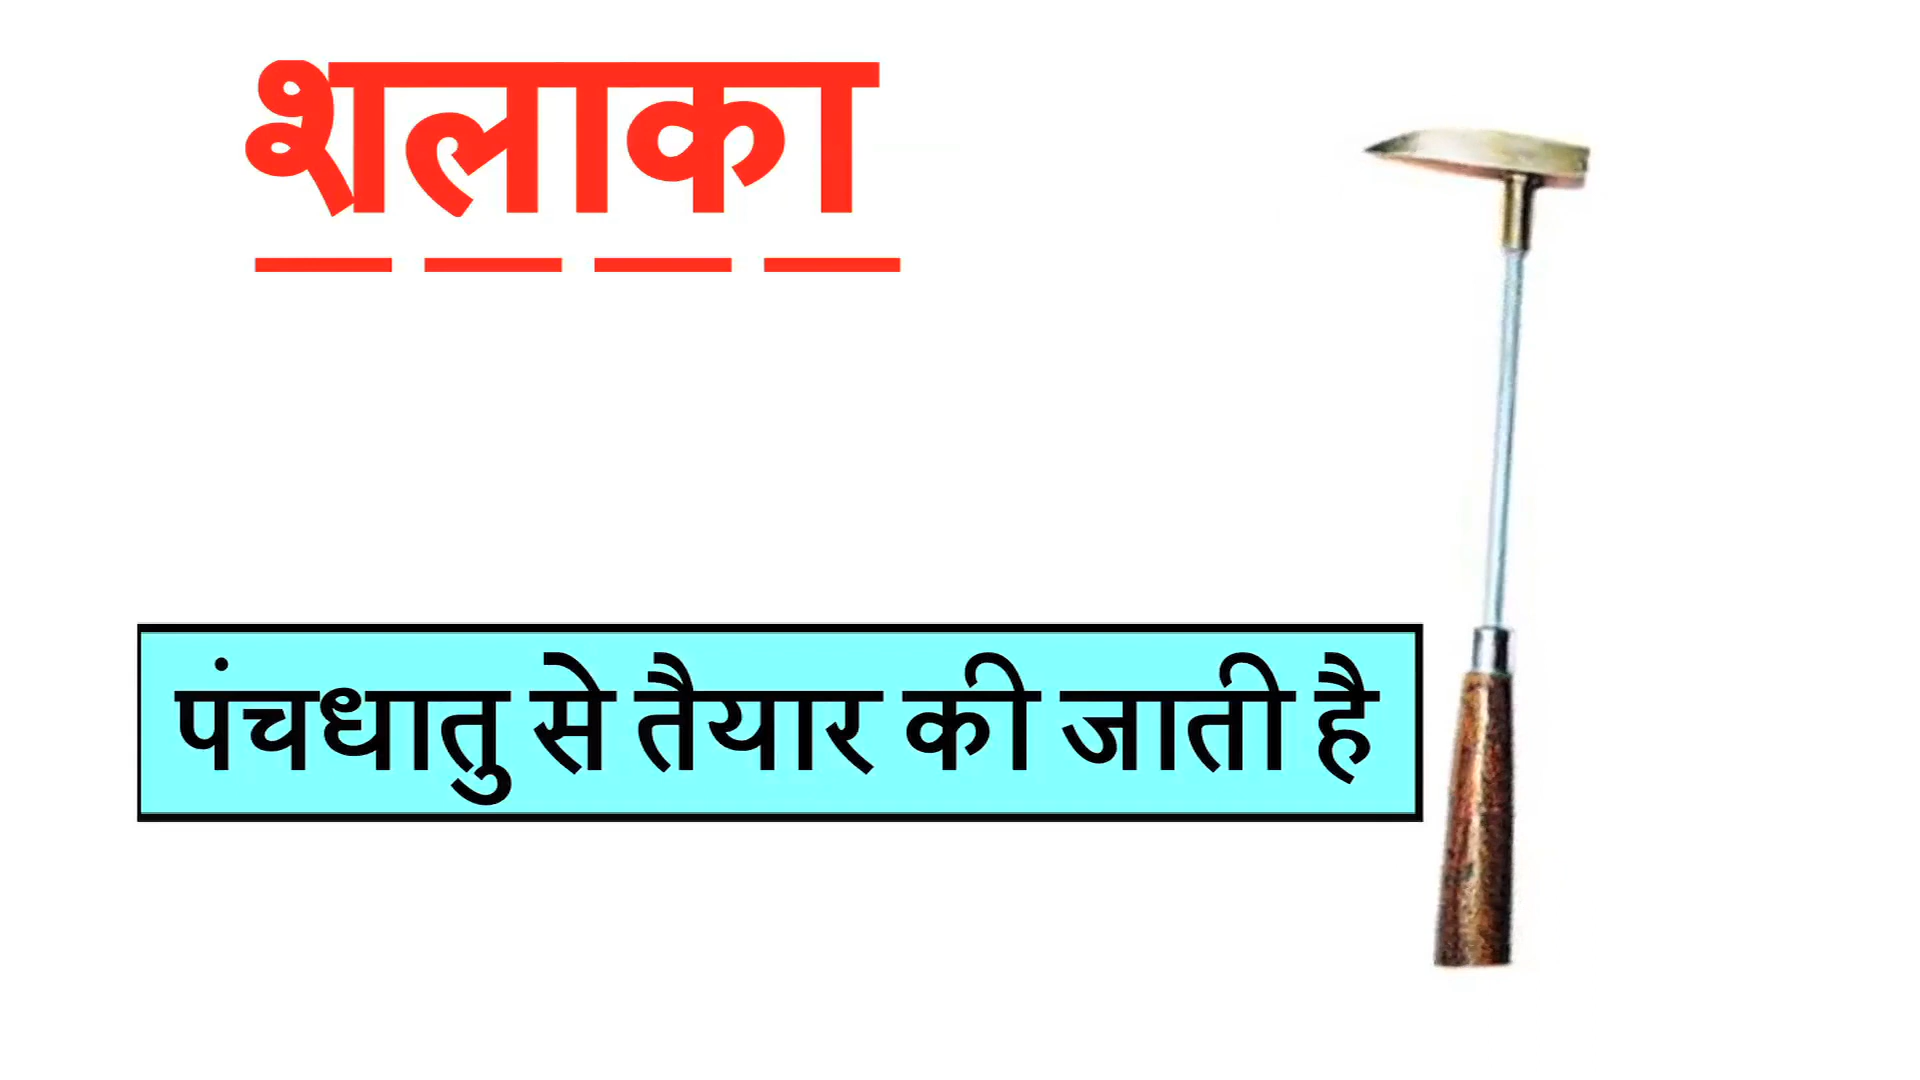 शलाका
पंचधातु से तैयार की जाती है